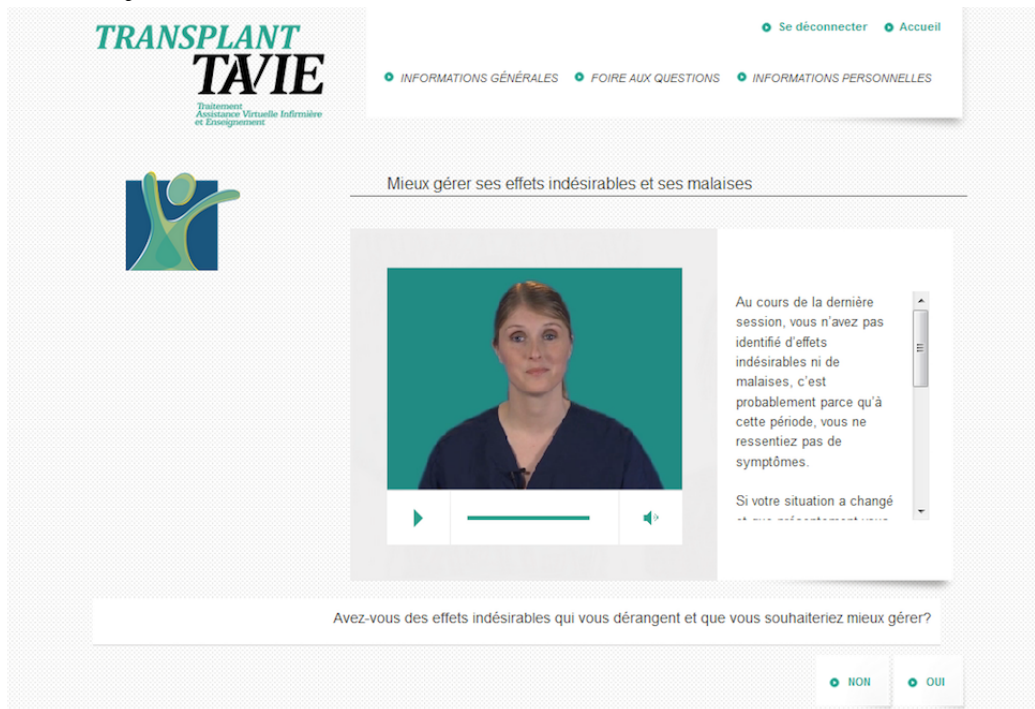 TRANSPLANT
TAVIE
Traitement
Assistance Virtuelle Infirmière
et Enseignement
Se déconnecter Accueil
INFORMATIONS GÉNÉRALES FOIRE AUX QUESTIONS INFORMATIONS PERSONNELLES
Mieux gérer ses effets indésirables et ses malaises
Au cours de la dernière
session, vous n'avez pas
identifié d'effets
indésirables ni de
malaises, c'est
probablement parce qu'à
cette période, vous ne
ressentiez pas de
symptômes.
Si votre situation a changé
Avez-vous des effets indésirables qui vous dérangent et que vous souhaiteriez mieux gérer?
NON OUI